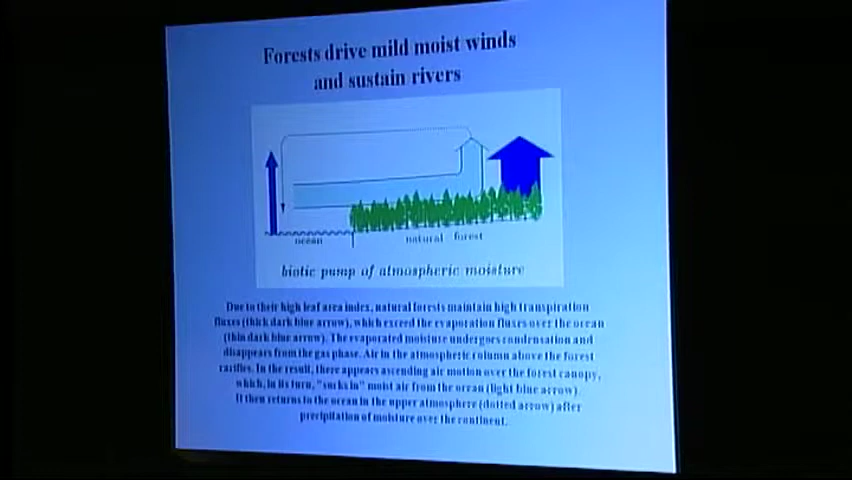 Forests drive mild moist winds
and sustain rivers
ocean
natural forest
biotic pump of atmospheric moisture
Due to their high leaf area index, natural forests maintain high transpiration
fluxes (thick dark blue arrow), which exceed the evaporation fluxes over the ocean
(thin dark blue arrow). The evaporated moisture undergoes condensation and
disappears from the gas phase. Air in the atmospheric column above the forest
rarifies. In the result, there appears ascending air motion over the forest canopy,
which, in its turn, "sucks in" moist air from the ocean (light blue arrow).
It then returns to the ocean in the upper atmosphere (dotted arrow) after
precipitation of moisture over the continent.